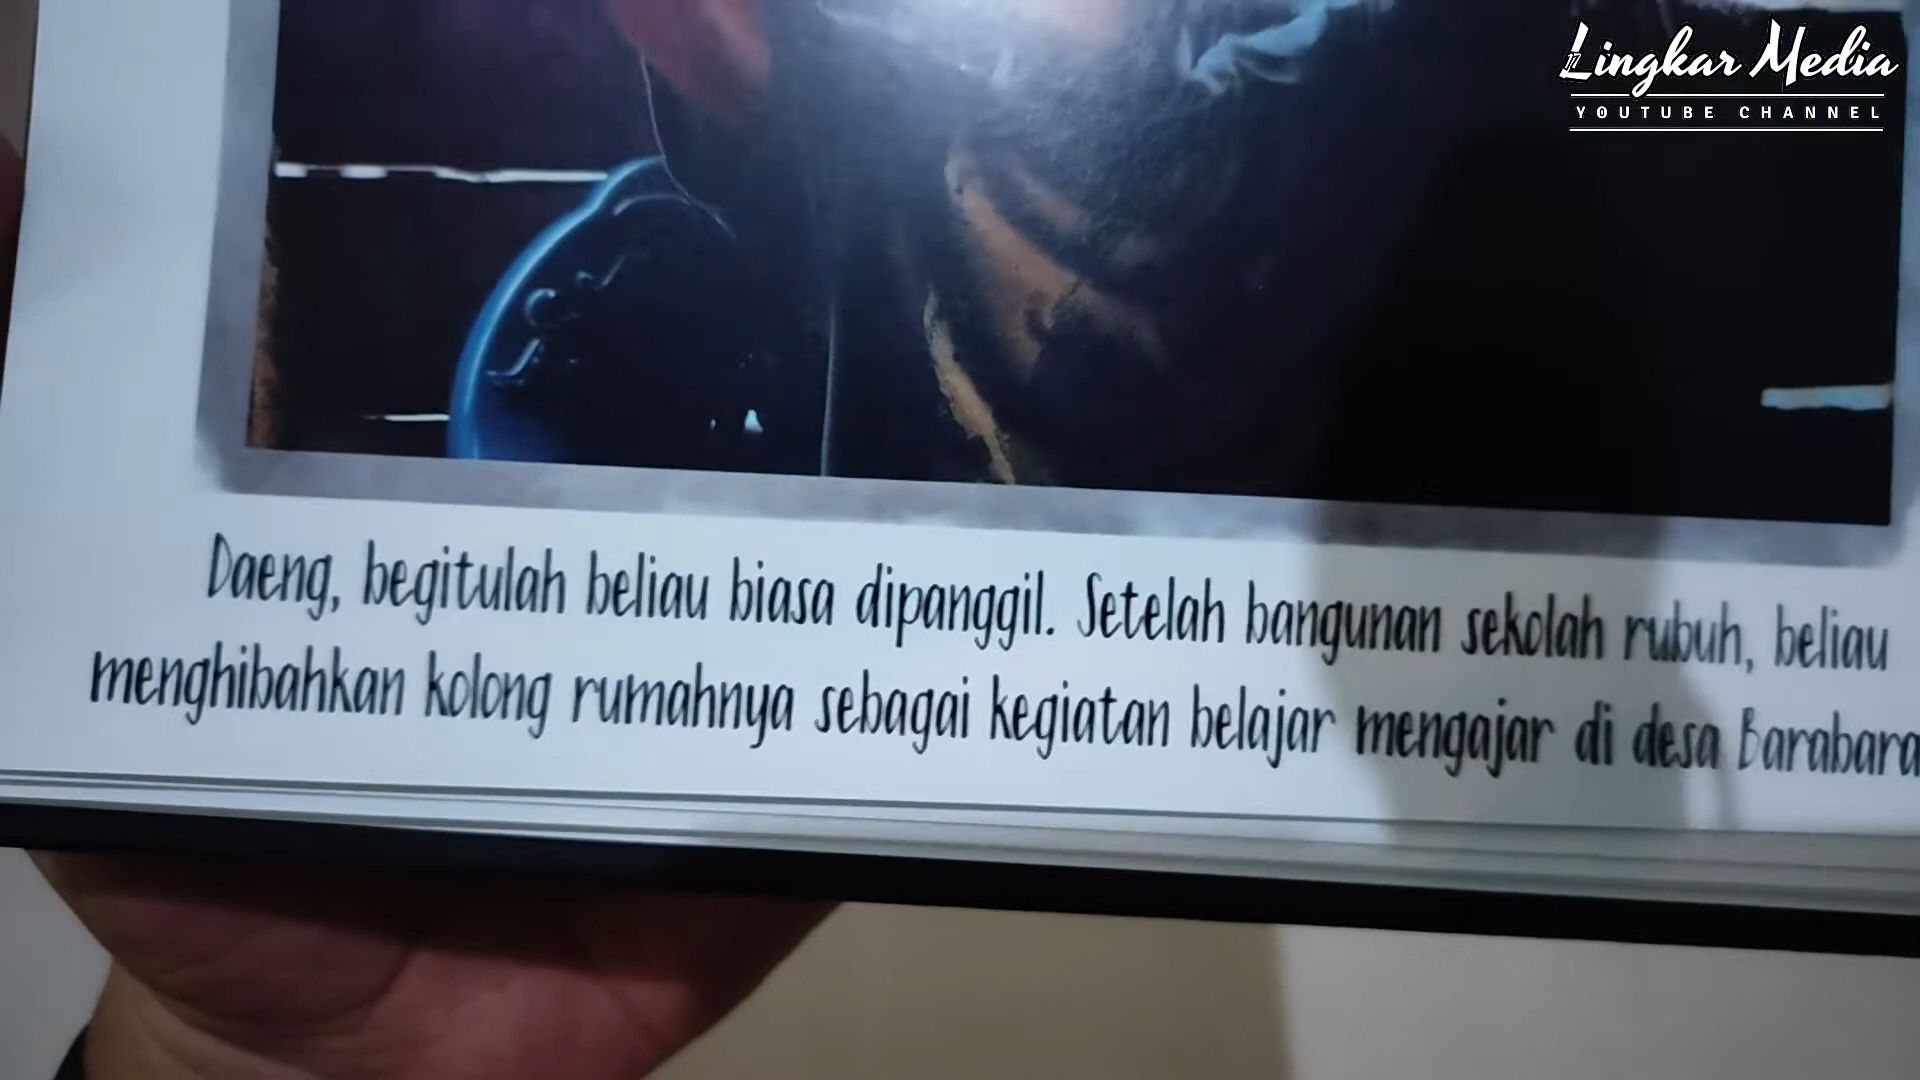 Lingkar Media
YOUTUBE CHANNEL
Daeng, begitulah beliau biasa dipanggil. Setelah bangunan sekolah rubuh, beliau
menghibahkan kolong rumahnya sebagai kegiatan belajar mengajar di desa Barabara